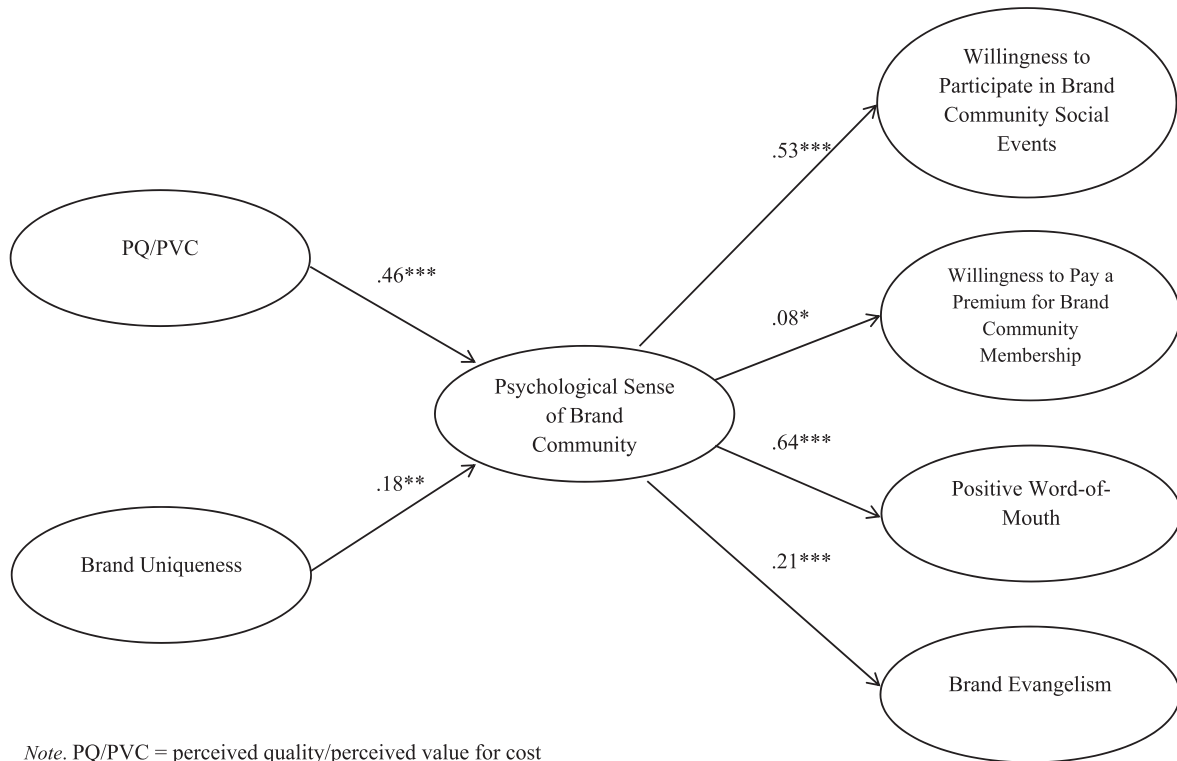 Willingness to
Participate in Brand
Community Social
Events
.53***
PQ/PVC
.46***
Willingness to Pay a
Premium for Brand
Community
Membership
.08*
Psychological Sense
of Brand
Community
.64***
.18**
Positive Word-of-
Mouth
Brand Uniqueness
.21***
Brand Evangelism
Note. PQ/PVC = perceived quality/perceived value for cost